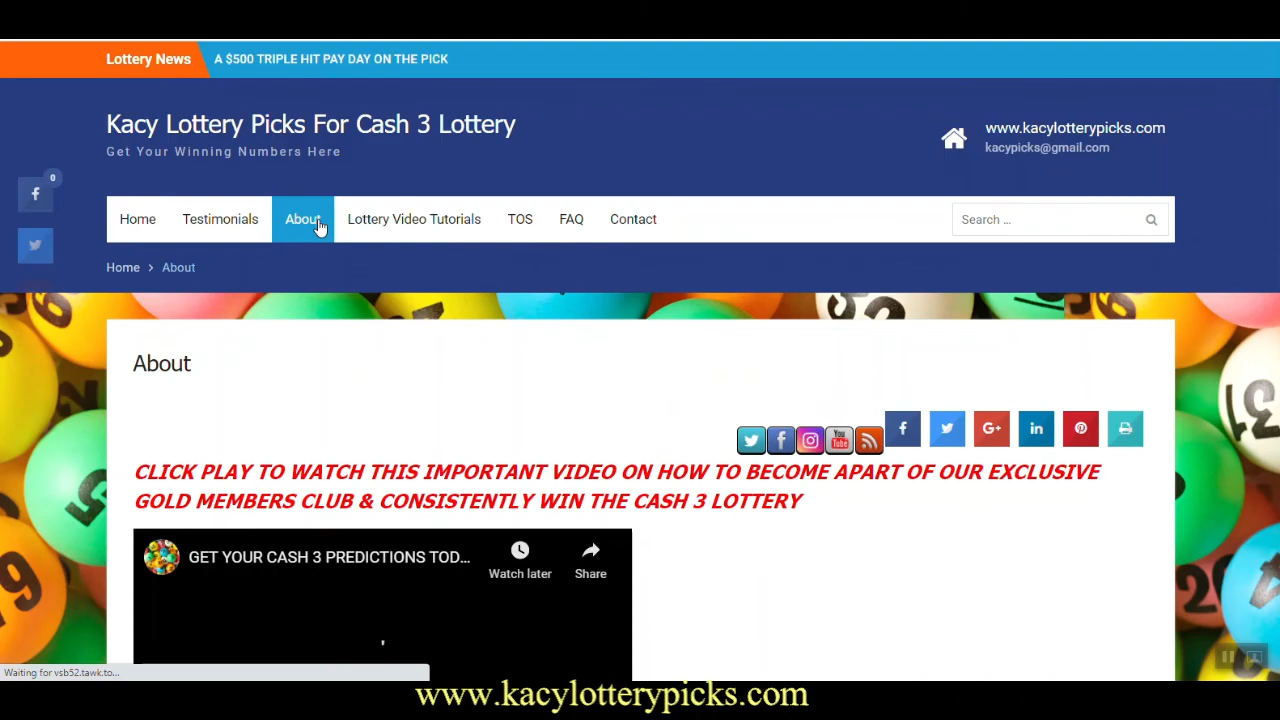 Lottery News
A $500 TRIPLE HIT PAY DAY ON THE PICK
Kacy Lottery Picks For Cash 3 Lottery
Get Your Winning Numbers Here
www.kacylotterypicks.com
kacypicks@gmail.com
0
Home Testimonials About Lottery Video Tutorials TOS FAQ Contact Search ...
Home > About
About
CLICK PLAY TO WATCH THIS IMPORTANT VIDEO ON HOW TO BECOME APART OF OUR EXCLUSIVE
GOLD MEMBERS CLUB & CONSISTENTLY WIN THE CASH 3 LOTTERY
GET YOUR CASH 3 PREDICTIONS TOD...
Watch later
Share
Waiting for vsb52.tawk.to...
www.kacylotterypicks.com